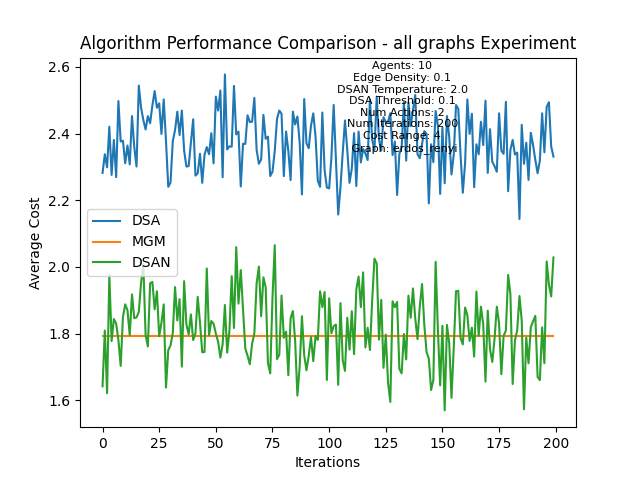 Algorithm Performance Comparison - all graphs Experiment
Agents: 10
Edge Density: 0.1
DSAN Temperature: 2.0
DSA Threshold: 0.1
Num Actions: 2
Num Iterations: 200
Cost Range: 4
Graph: erdos_renyi
2.6
2.4
2.2
2.0
1.8
1.6
Average Cost
DSA
MGM
DSAN
0
25
50
75
100
125
150
175
200
Iterations